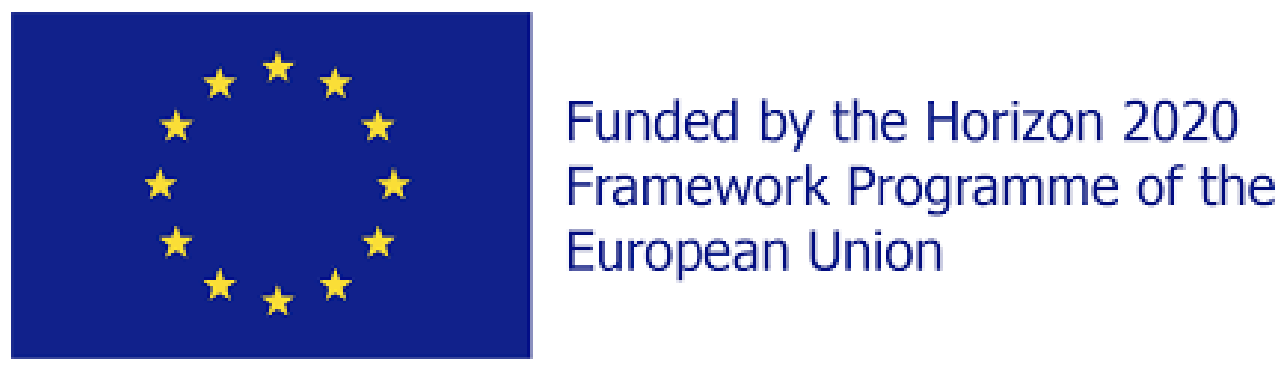 Funded by the Horizon 2020
Framework Programme of the
European Union